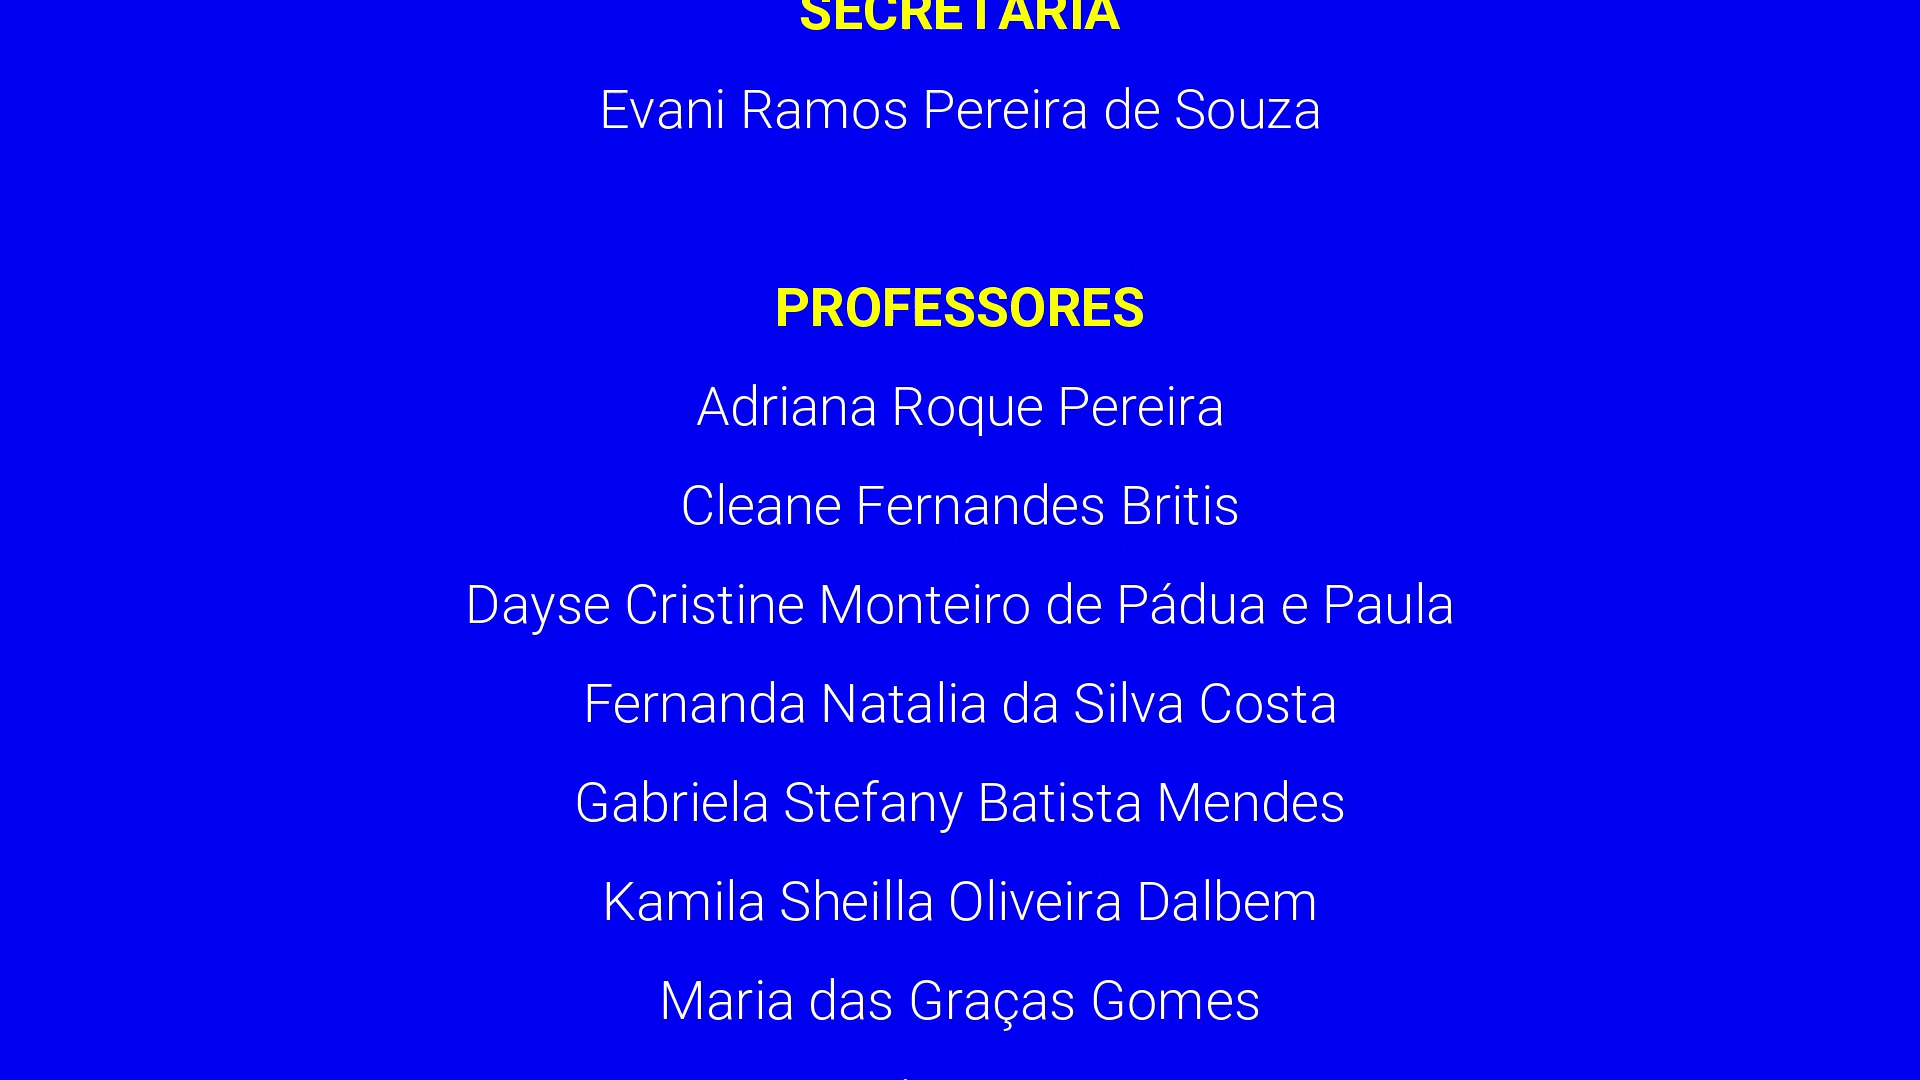 SECRETARIA
Evani Ramos Pereira de Souza
PROFESSORES
Adriana Roque Pereira
Cleane Fernandes Britis
Dayse Cristine Monteiro de Pádua e Paula
Fernanda Natalia da Silva Costa
Gabriela Stefany Batista Mendes
Kamila Sheilla Oliveira Dalbem
Maria das Graças Gomes